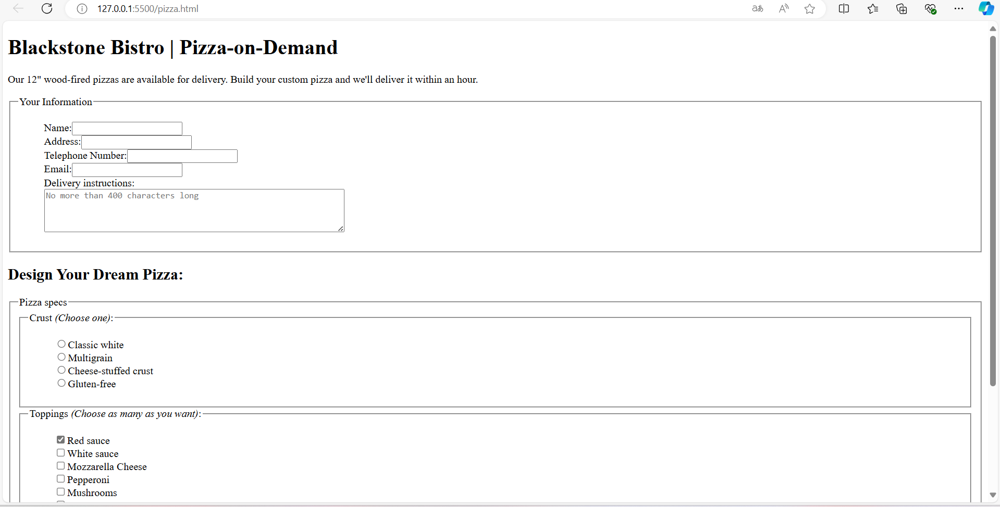 127.0.0.1:5500/pizza.html
Blackstone Bistro | Pizza-on-Demand
Our 12" wood-fired pizzas are available for delivery. Build your custom pizza and we'll deliver it within an hour.
Your Information
Name:
Address:
Telephone Number:
Email:
Delivery instructions:
No more than 400 characters long
Design Your Dream Pizza:
Pizza specs
Crust (Choose one):
Classic white
Multigrain
Cheese-stuffed crust
Gluten-free
Toppings (Choose as many as you want):
Red sauce
White sauce
Mozzarella Cheese
Pepperoni
Mushrooms